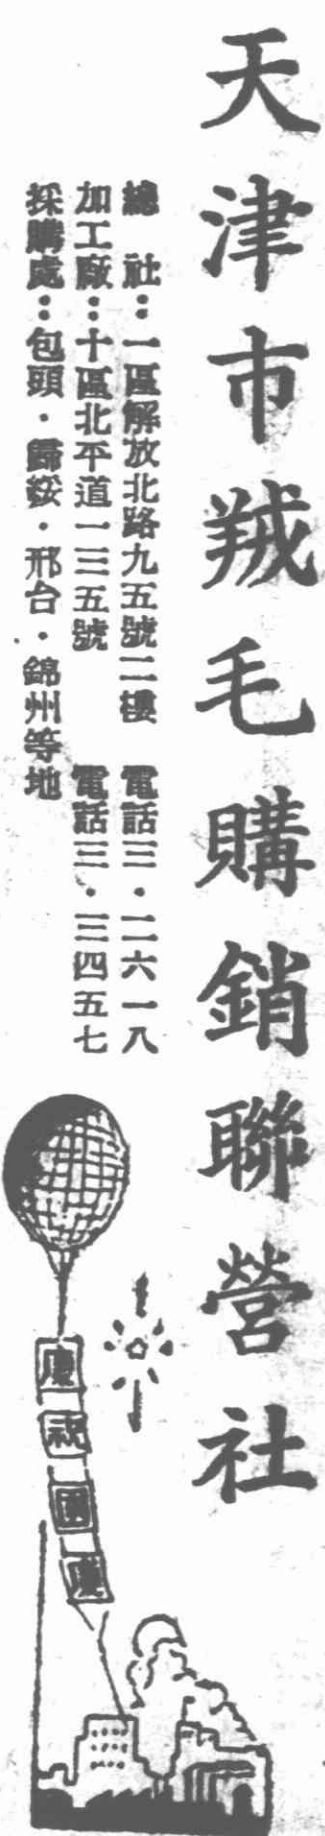 天津市羢毛購銷聯營社
總社：一區解放北路九五號二樓 電話三・二六一八
加工廠：十區北平道一三五號 電話三・三四五七
採購處：包頭・歸綏・邢台・錦州等地
慶祝國慶